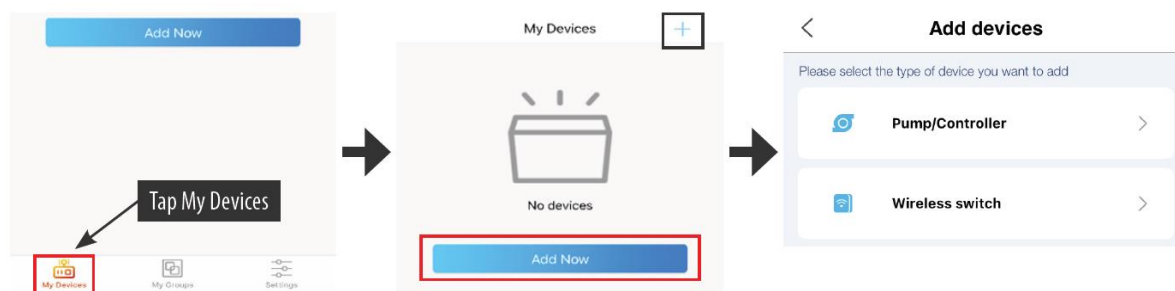 Add Now
Tap My Devices
My Devices
My Groups
Settings
My Devices
No devices
Add Now
Add devices
Please select the type of device you want to add
Pump/Controller
Wireless switch